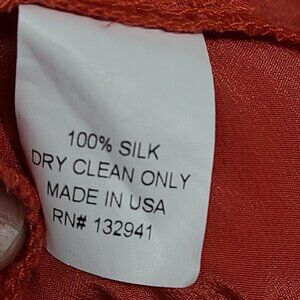 100% SILK
DRY CLEAN ONLY
MADE IN USA
RN# 132941